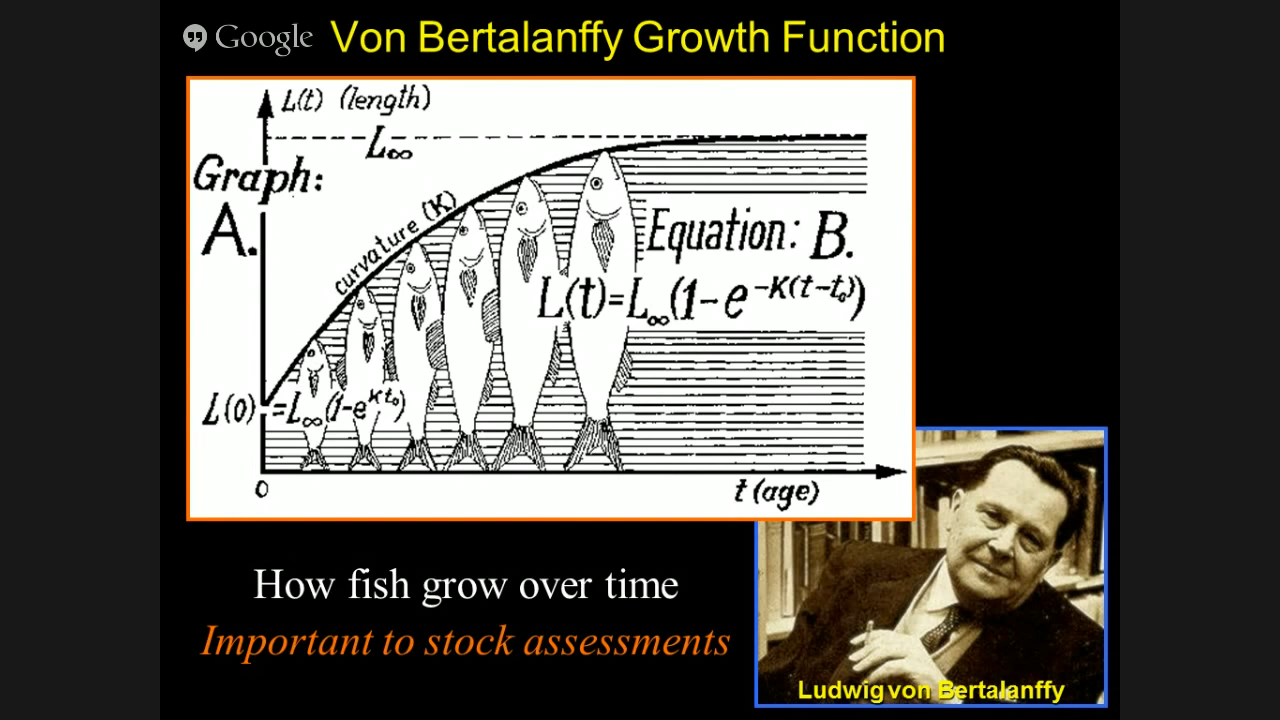 Google Von Bertalanffy Growth Function
L(t) (length)
L∞
Graph:
A.
curvature (K)
Equation: B.
L(t)=L∞(1-e^-K(t-t₀))
L(0)=L∞(1-e^Kt₀)
0
t (age)
How fish grow over time
Important to stock assessments
Ludwig von Bertalanffy